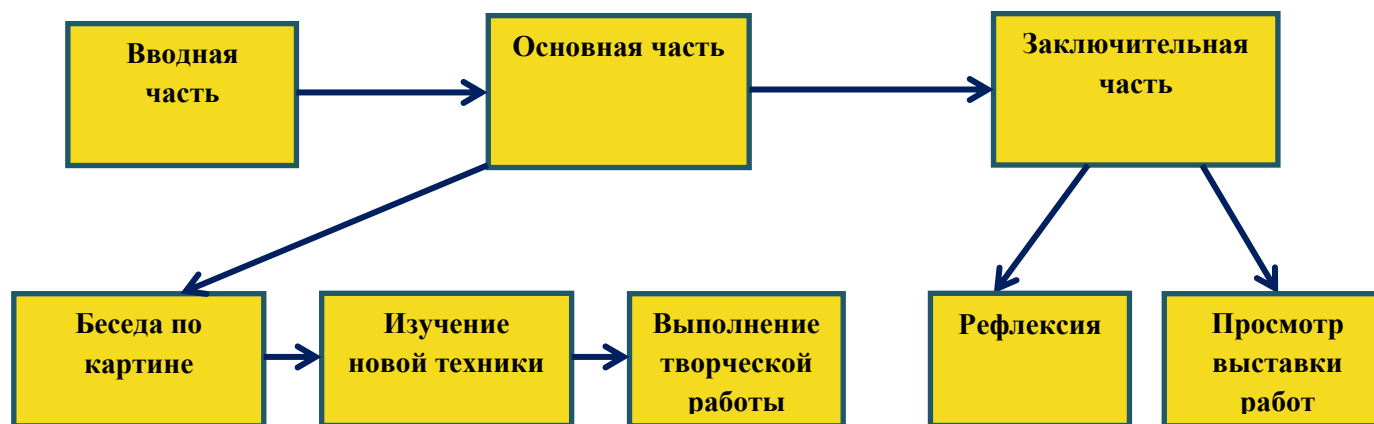 Вводная
часть
Основная часть
Заключительная
часть
Беседа по
картине
Изучение
новой техники
Выполнение
творческой
работы
Рефлексия
Просмотр
выставки
работ